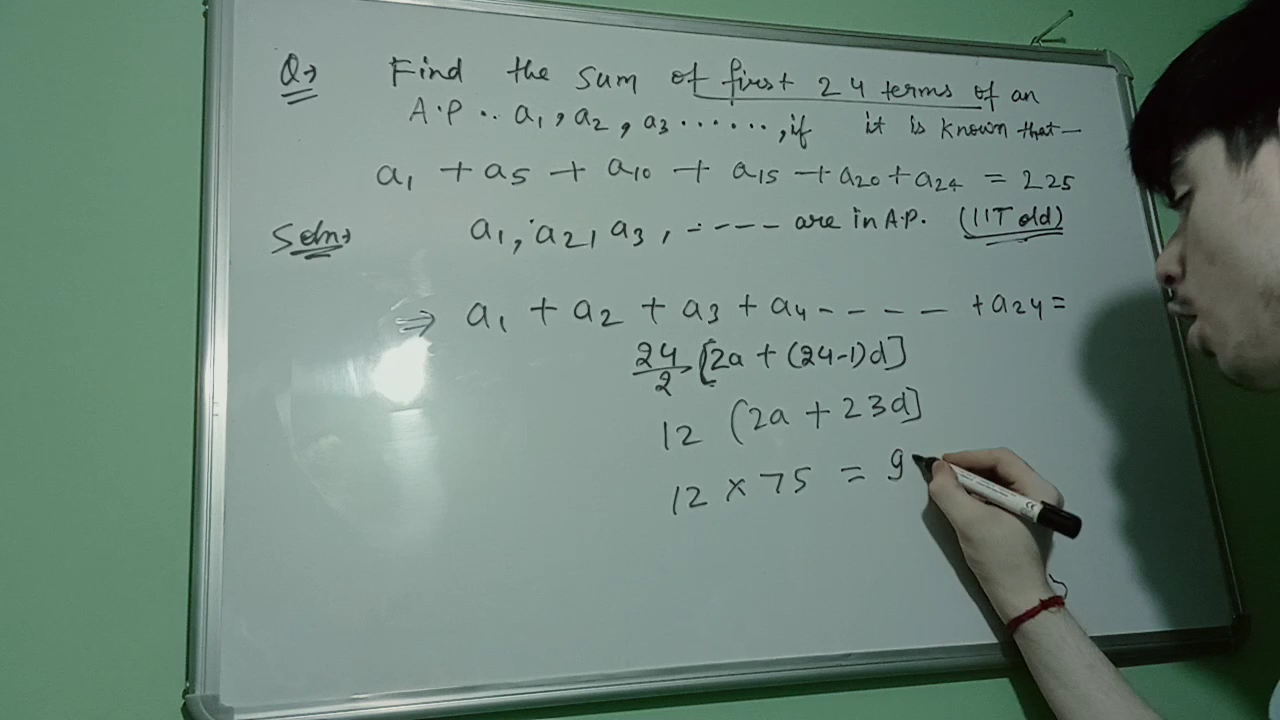 Q→ Find the sum of first 24 terms of an
A.P.. a₁, a₂, a₃ ......, if it is known that—
a₁ + a₅ + a₁₀ + a₁₅ + a₂₀ + a₂₄ = 225
Soln→ a₁, a₂, a₃, ---- are in A.P. (IIT old)
⇒ a₁ + a₂ + a₃ + a₄ - - - - + a₂₄ =
24/2 [2a + (24-1)d]
12 (2a + 23d]
12 × 75 = 9